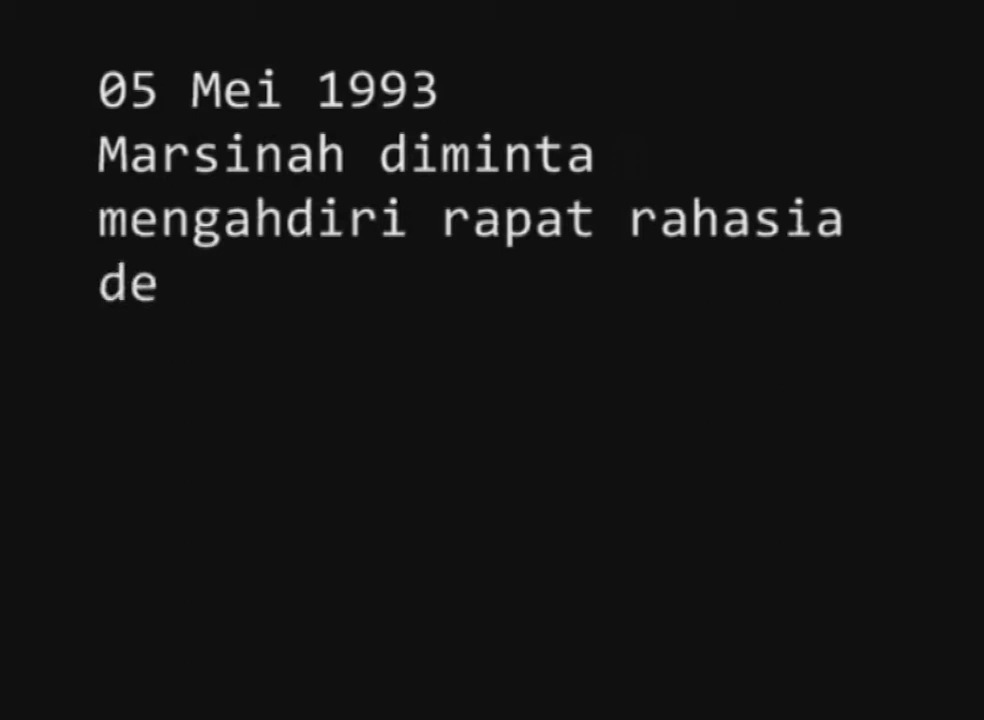 05 Mei 1993
Marsinah diminta
mengahdiri rapat rahasia
de